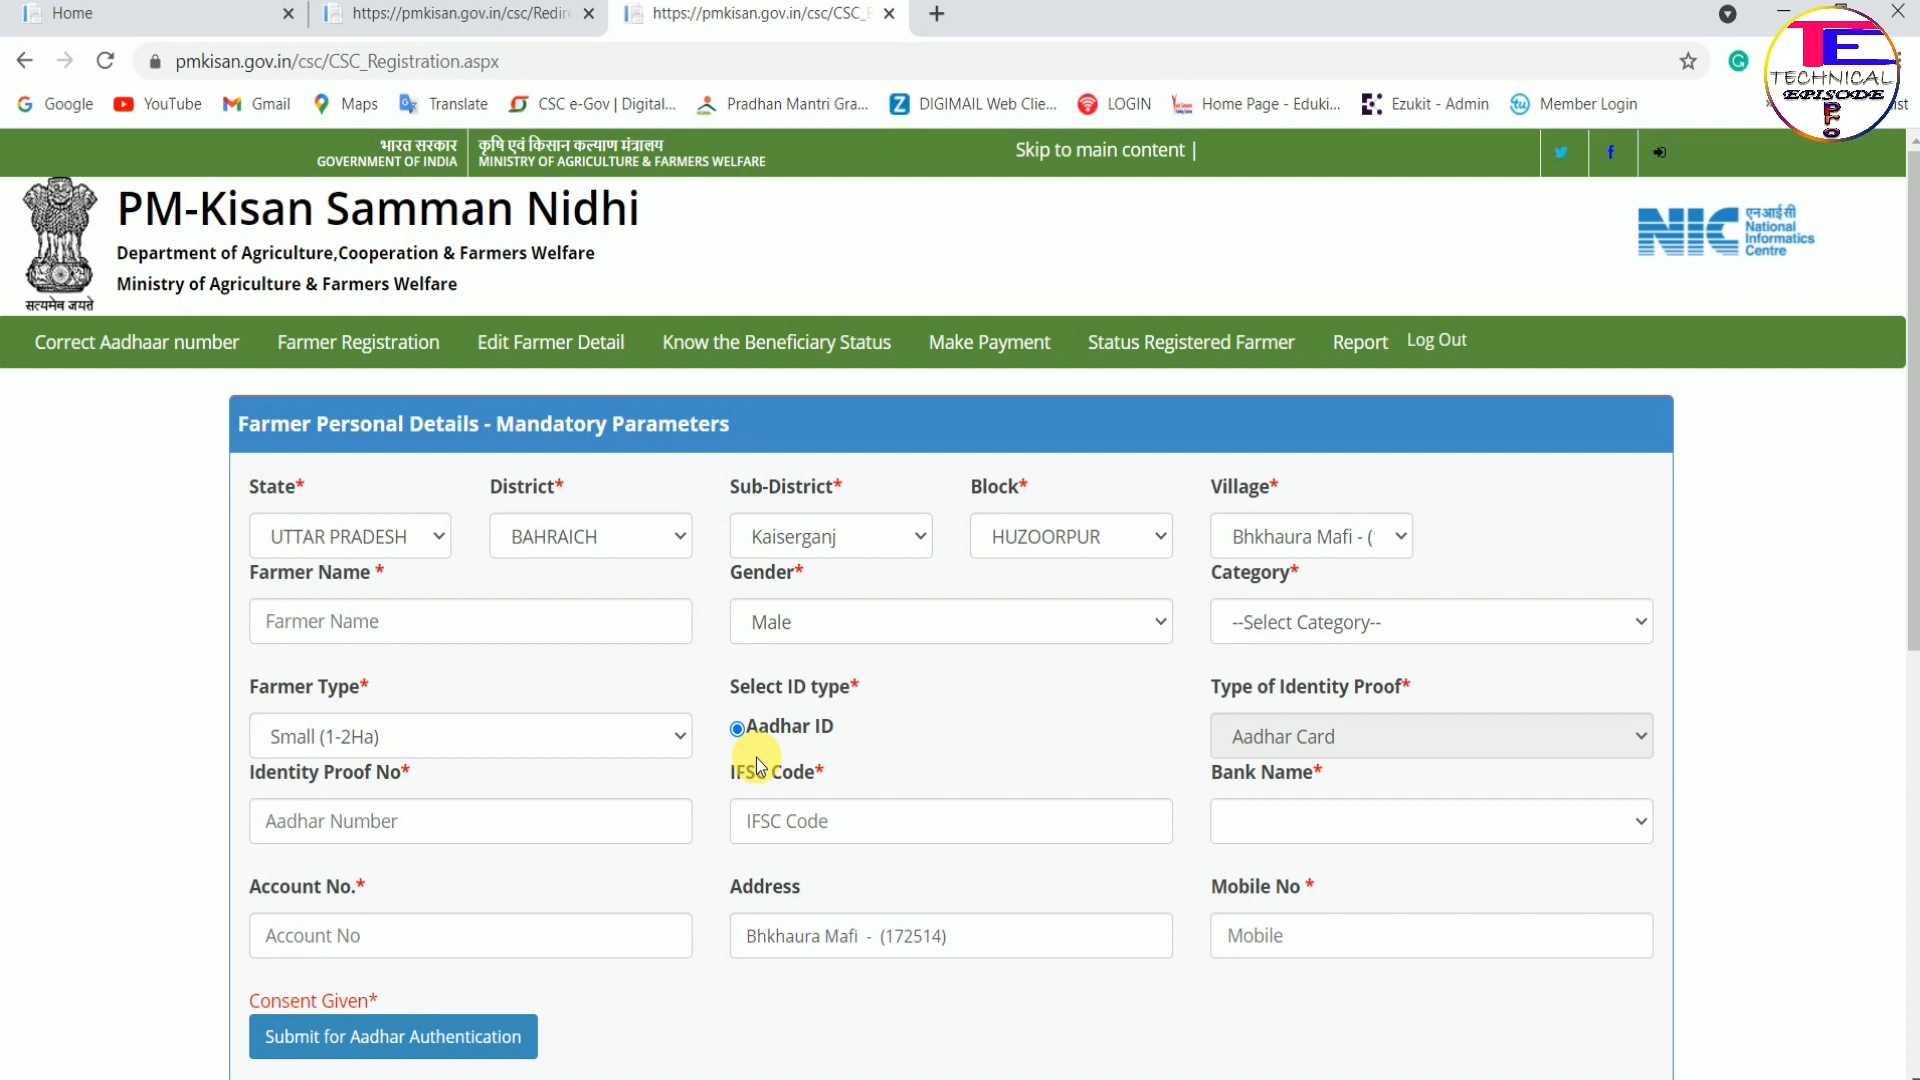 Home
https://pmkisan.gov.in/csc/Redire
https://pmkisan.gov.in/csc/CSC_R
pmkisan.gov.in/csc/CSC_Registration.aspx
Google YouTube Gmail Maps Translate CSC e-Gov | Digital... Pradhan Mantri Gra... DIGIMAIL Web Clie... LOGIN Home Page - Eduki... Ezukit - Admin Member Login
TE
TECHNICAL
EPISODE
PRO
भारत सरकार
GOVERNMENT OF INDIA
कृषि एवं किसान कल्याण मंत्रालय
MINISTRY OF AGRICULTURE & FARMERS WELFARE
Skip to main content |
PM-Kisan Samman Nidhi
Department of Agriculture,Cooperation & Farmers Welfare
Ministry of Agriculture & Farmers Welfare
सत्यमेव जयते
NIC
एन आई सी
National
Informatics
Centre
Correct Aadhaar number Farmer Registration Edit Farmer Detail Know the Beneficiary Status Make Payment Status Registered Farmer Report Log Out
Farmer Personal Details - Mandatory Parameters
State* District* Sub-District* Block* Village*
UTTAR PRADESH BAHRAICH Kaiserganj HUZOORPUR Bhkhaura Mafi - (
Farmer Name * Gender* Category*
Farmer Name Male --Select Category--
Farmer Type* Select ID type* Type of Identity Proof*
Small (1-2Ha) Aadhar ID Aadhar Card
Identity Proof No* IFSC Code* Bank Name*
Aadhar Number IFSC Code
Account No.* Address Mobile No *
Account No Bhkhaura Mafi - (172514) Mobile
Consent Given*
Submit for Aadhar Authentication